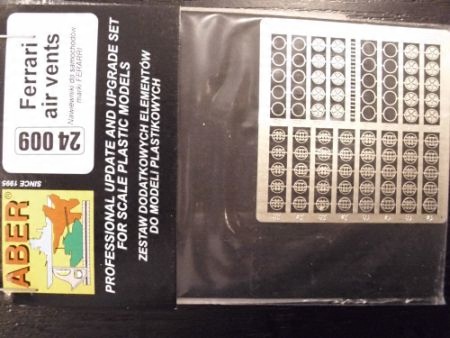 ABER®
SINCE 1995
24 009
Ferrari
air vents
Nawiewniki do samochodów
marki FERARRI
PROFESSIONAL UPDATE AND UPGRADE SET
FOR SCALE PLASTIC MODELS
ZESTAW DODATKOWYCH ELEMENTÓW
DO MODELI PLASTIKOWYCH